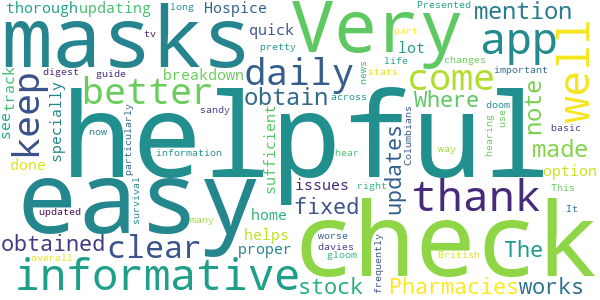 thorough updating long Hospice quick mention
masks Very app well
tv pretty lot part life changes
digest guide breakdown daily come news stats important
track see keep specially better obtain Where across doom note
sandy now particularly sufficient hearing use basic
helpful
information survival hear updates Columbians way made option
done issues right This
easy thank
updated many home fixed It
obtained clear helps proper worse davies gloom check The
overall frequently British
informative stock Pharmacies works
Presented